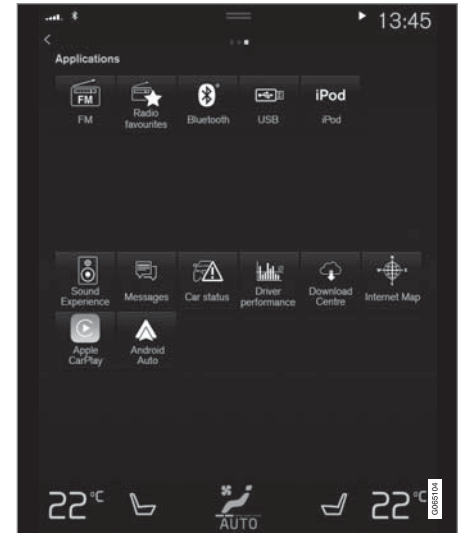 13:45
Applications
FM
iPod
FM
Radio
favourites
Bluetooth
USB
iPod
Sound
Experience
Messages
Car status
Driver
performance
Download
Centre
Internet Map
Apple
CarPlay
Android
Auto
22°C
22°C
AUTO
G065104